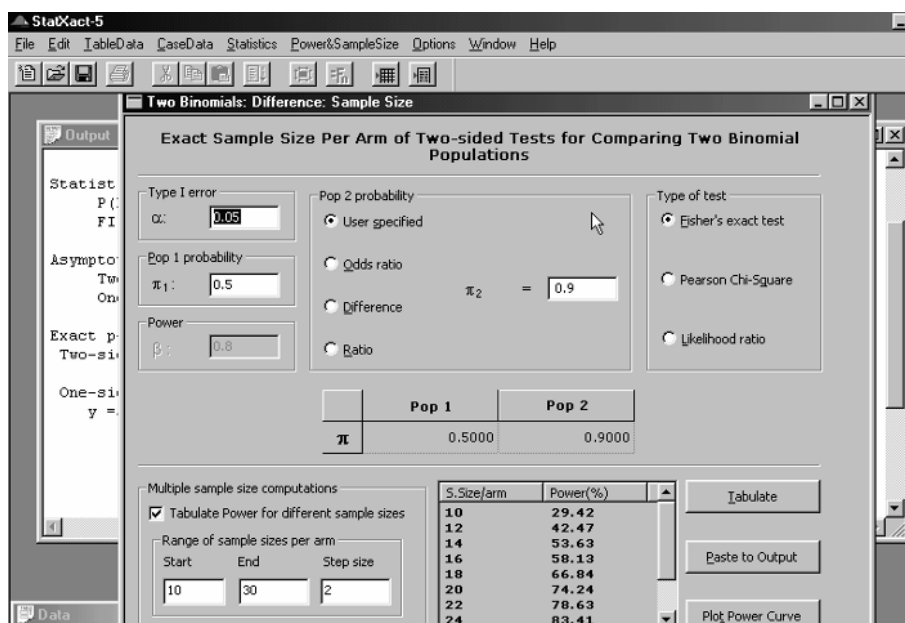 StatXact-5
File Edit TableData CaseData Statistics Power&SampleSize Options Window Help
Two Binomials: Difference: Sample Size
Output
Exact Sample Size Per Arm of Two-sided Tests for Comparing Two Binomial
Populations
Statist
P(
FI
Asympto
Tw
On
Exact p
Two-si
One-si
y =
Type I error
α: 0.05
Pop 1 probability
π1: 0.5
Power
β: 0.8
Pop 2 probability
User specified
Odds ratio
Difference
Ratio
π2 = 0.9
Type of test
Fisher's exact test
Pearson Chi-Square
Likelihood ratio
Pop 1 Pop 2
π 0.5000 0.9000
Multiple sample size computations
Tabulate Power for different sample sizes
Range of sample sizes per arm
Start End Step size
10 30 2
S.Size/arm Power(%)
10 29.42
12 42.47
14 53.63
16 58.13
18 66.84
20 74.24
22 78.63
24 83.41
Tabulate
Paste to Output
Plot Power Curve
Data